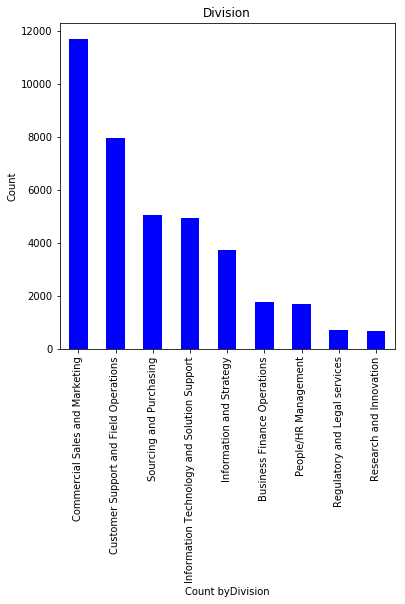 Division
12000
10000
8000
6000
4000
2000
0
Count
Commercial Sales and Marketing
Customer Support and Field Operations
Sourcing and Purchasing
Information Technology and Solution Support
Information and Strategy
Business Finance Operations
People/HR Management
Regulatory and Legal services
Research and Innovation
Count byDivision